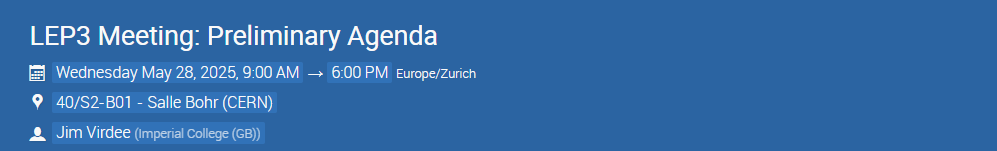 LEP3 Meeting: Preliminary Agenda
Wednesday May 28, 2025, 9:00 AM → 6:00 PM Europe/Zurich
40/S2-B01 - Salle Bohr (CERN)
Jim Virdee (Imperial College (GB))